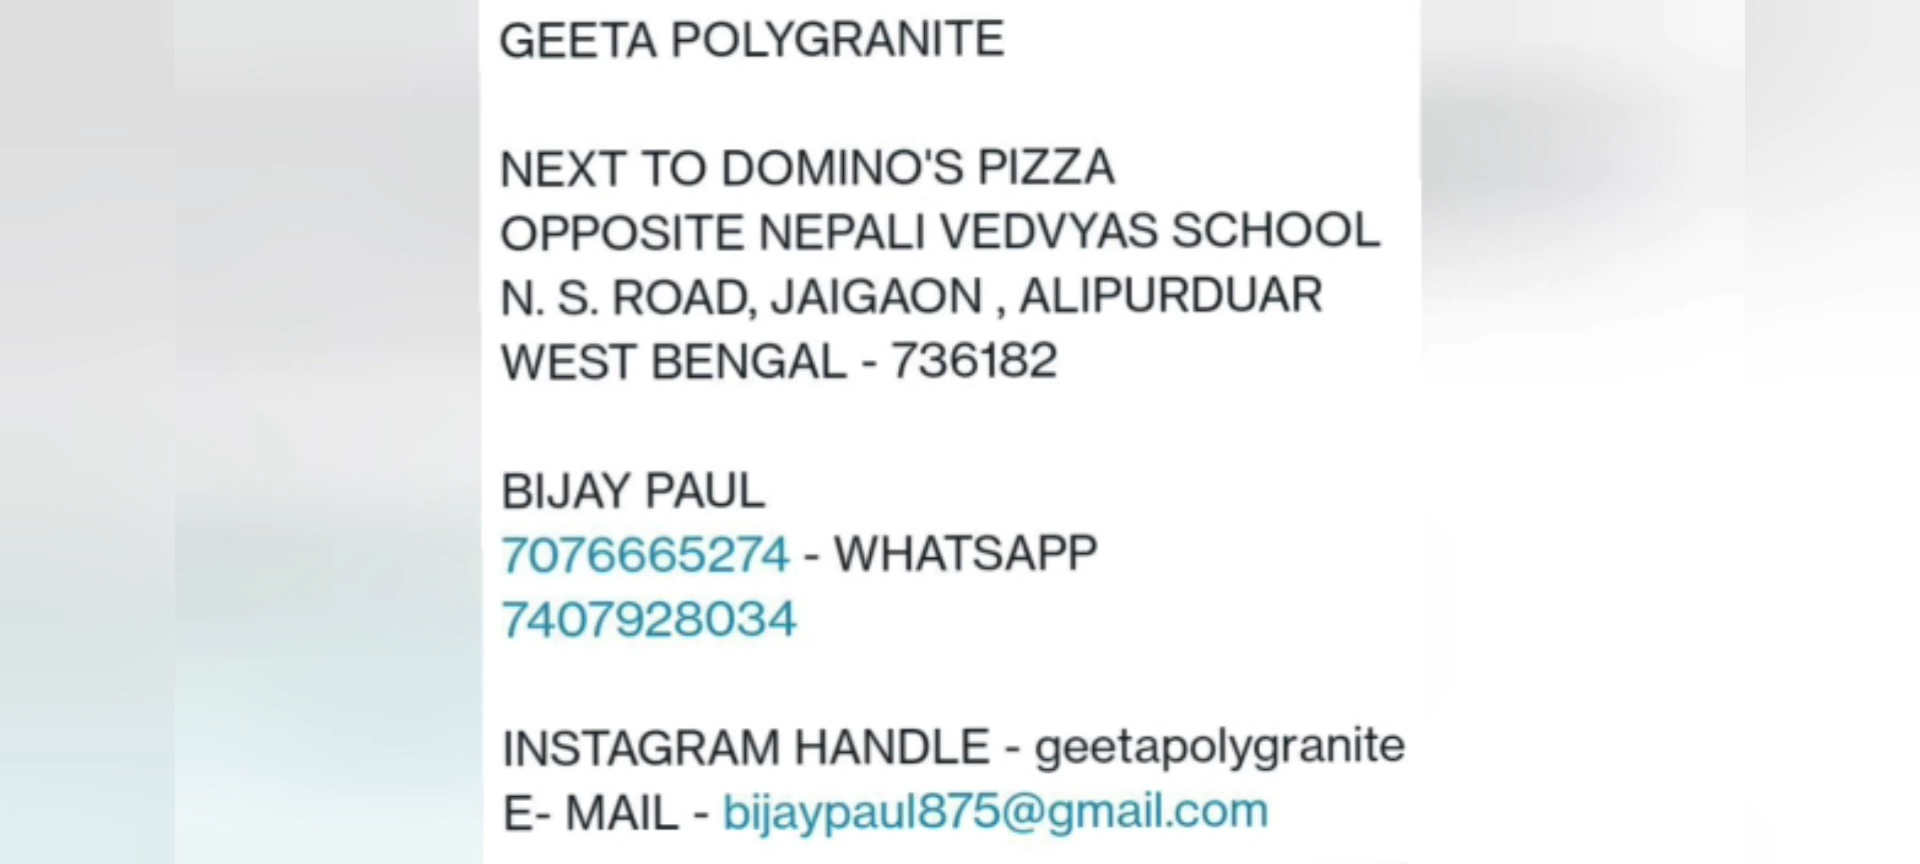 GEETA POLYGRANITE
NEXT TO DOMINO'S PIZZA
OPPOSITE NEPALI VEDVYAS SCHOOL
N. S. ROAD, JAIGAON , ALIPURDUAR
WEST BENGAL - 736182
BIJAY PAUL
7076665274 - WHATSAPP
7407928034
INSTAGRAM HANDLE - geetapolygranite
E- MAIL - bijaypaul875@gmail.com